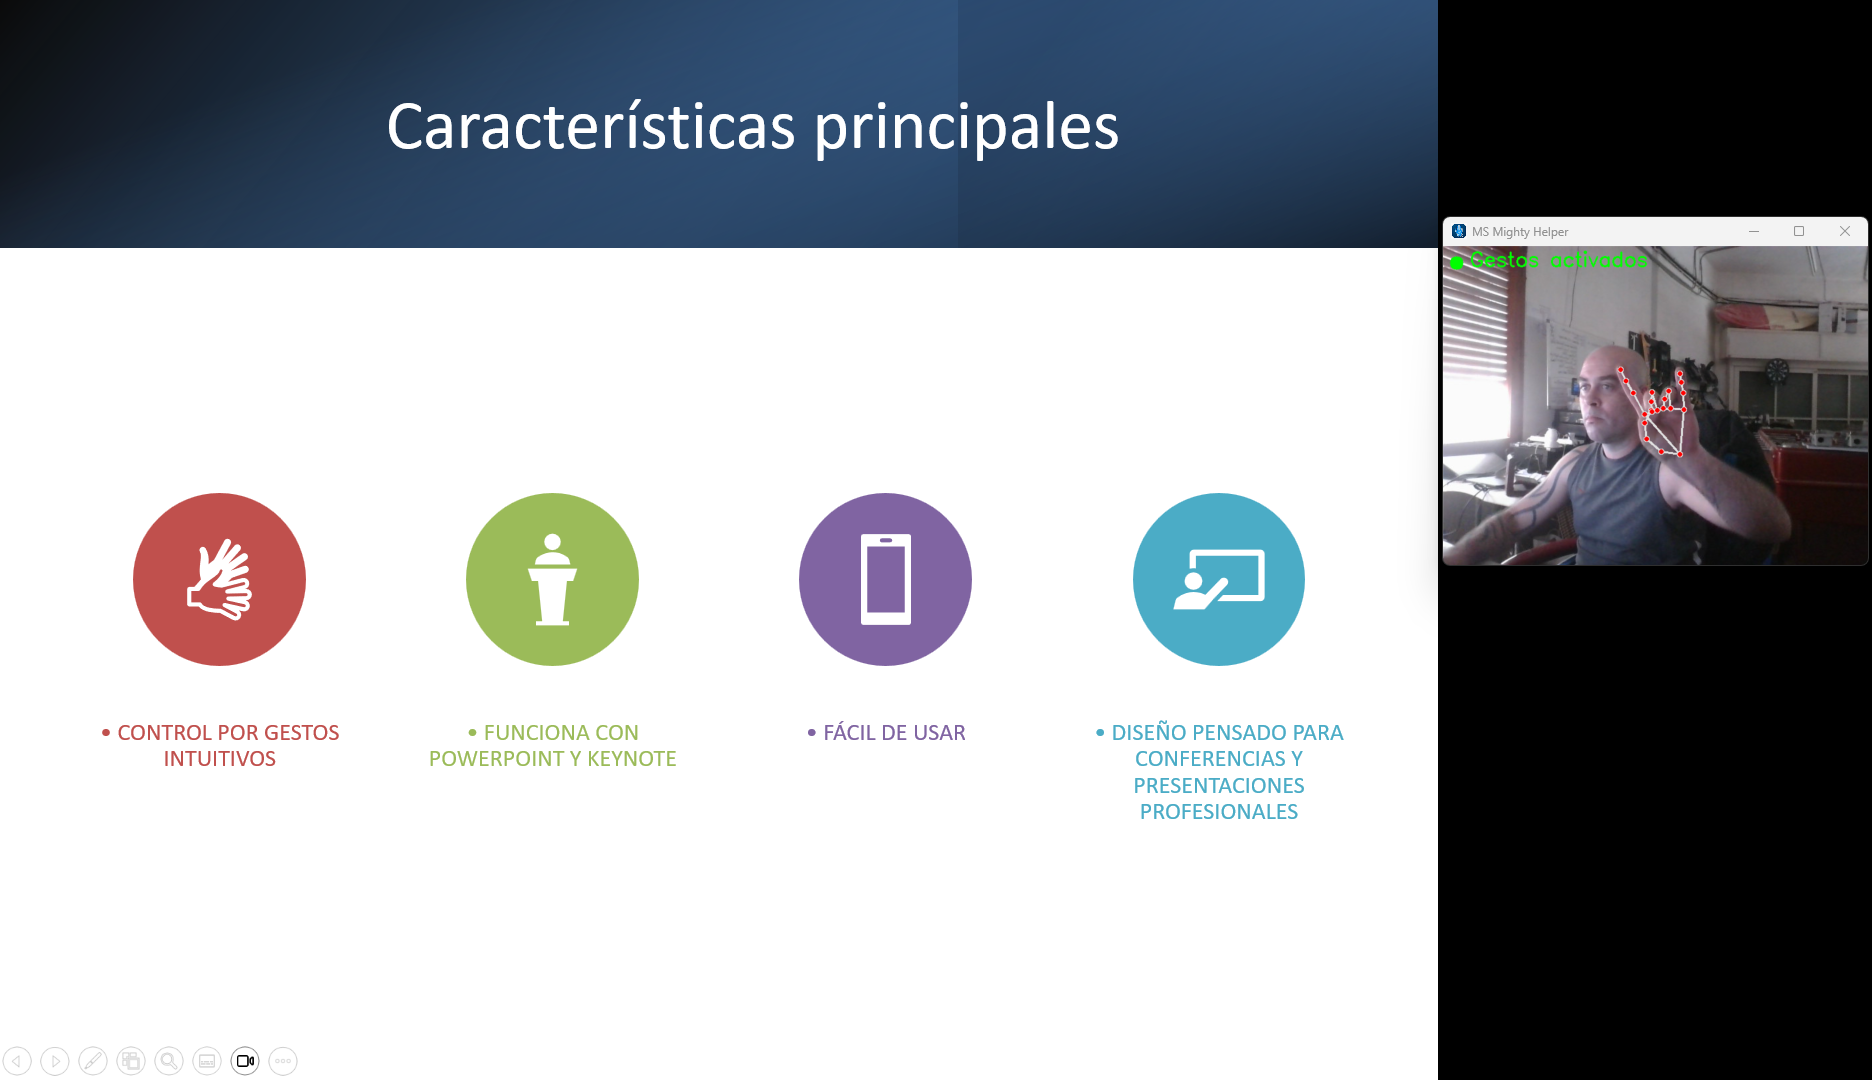 Características principales
MS Mighty Helper
Gestos activados
• CONTROL POR GESTOS
INTUITIVOS
• FUNCIONA CON
POWERPOINT Y KEYNOTE
• FÁCIL DE USAR
• DISEÑO PENSADO PARA
CONFERENCIAS Y
PRESENTACIONES
PROFESIONALES